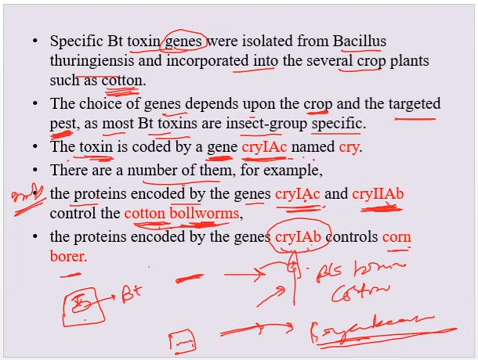 • Specific Bt toxin genes were isolated from Bacillus
thuringiensis and incorporated into the several crop plants
such as cotton.
• The choice of genes depends upon the crop and the targeted
pest, as most Bt toxins are insect-group specific.
• The toxin is coded by a gene cryIAc named cry.
• There are a number of them, for example,
• the proteins encoded by the genes cryIAc and cryIIAb
control the cotton bollworms,
• the proteins encoded by the genes cryIAb controls corn
borer.
Bt
Cotton